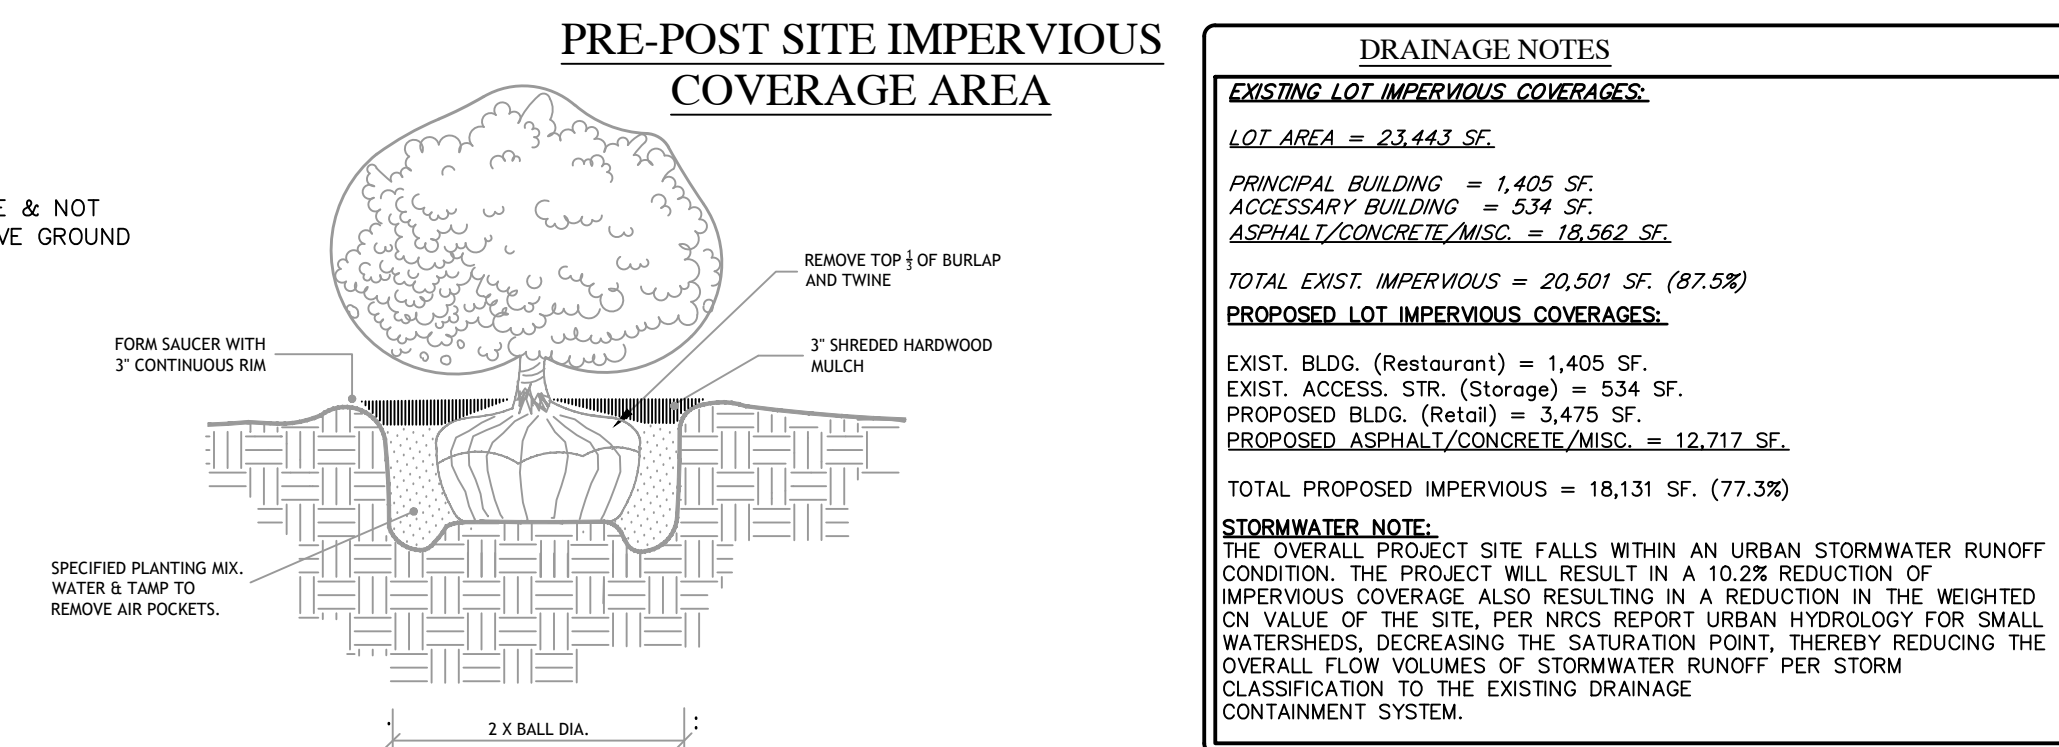 PRE-POST SITE IMPERVIOUS
COVERAGE AREA
E & NOT
VE GROUND
REMOVE TOP 1/3 OF BURLAP
AND TWINE
FORM SAUCER WITH
3" CONTINUOUS RIM
3" SHREDED HARDWOOD
MULCH
SPECIFIED PLANTING MIX.
WATER & TAMP TO
REMOVE AIR POCKETS.
2 X BALL DIA.
DRAINAGE NOTES
EXISTING LOT IMPERVIOUS COVERAGES:
LOT AREA = 23,443 SF.
PRINCIPAL BUILDING = 1,405 SF.
ACCESSARY BUILDING = 534 SF.
ASPHALT/CONCRETE/MISC. = 18,562 SF.
TOTAL EXIST. IMPERVIOUS = 20,501 SF. (87.5%)
PROPOSED LOT IMPERVIOUS COVERAGES:
EXIST. BLDG. (Restaurant) = 1,405 SF.
EXIST. ACCESS. STR. (Storage) = 534 SF.
PROPOSED BLDG. (Retail) = 3,475 SF.
PROPOSED ASPHALT/CONCRETE/MISC. = 12,717 SF.
TOTAL PROPOSED IMPERVIOUS = 18,131 SF. (77.3%)
STORMWATER NOTE:
THE OVERALL PROJECT SITE FALLS WITHIN AN URBAN STORMWATER RUNOFF
CONDITION. THE PROJECT WILL RESULT IN A 10.2% REDUCTION OF
IMPERVIOUS COVERAGE ALSO RESULTING IN A REDUCTION IN THE WEIGHTED
CN VALUE OF THE SITE, PER NRCS REPORT URBAN HYDROLOGY FOR SMALL
WATERSHEDS, DECREASING THE SATURATION POINT, THEREBY REDUCING THE
OVERALL FLOW VOLUMES OF STORMWATER RUNOFF PER STORM
CLASSIFICATION TO THE EXISTING DRAINAGE
CONTAINMENT SYSTEM.